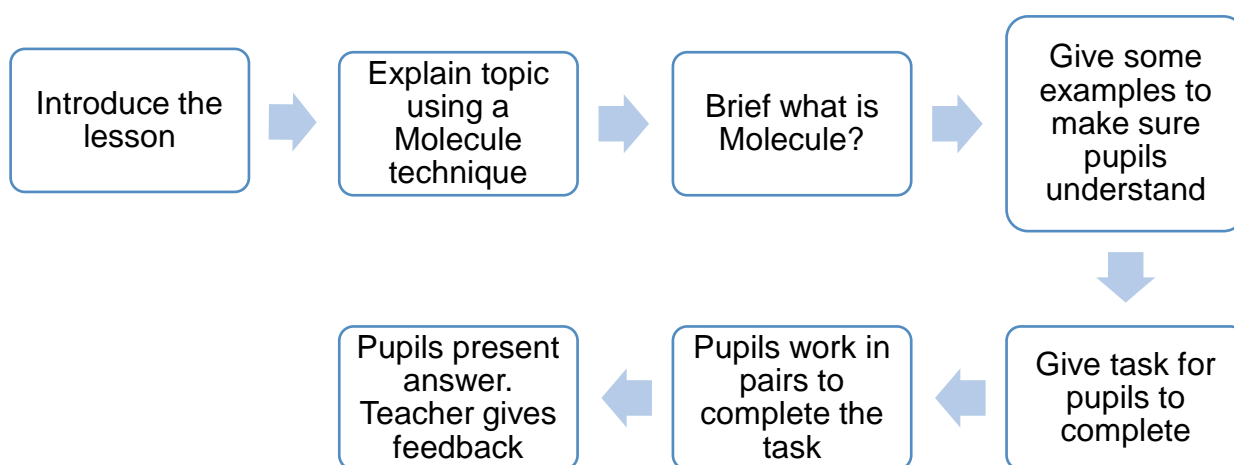 Introduce the
lesson
Explain topic
using a
Molecule
technique
Brief what is
Molecule?
Give some
examples to
make sure
pupils
understand
Give task for
pupils to
complete
Pupils work in
pairs to
complete the
task
Pupils present
answer.
Teacher gives
feedback